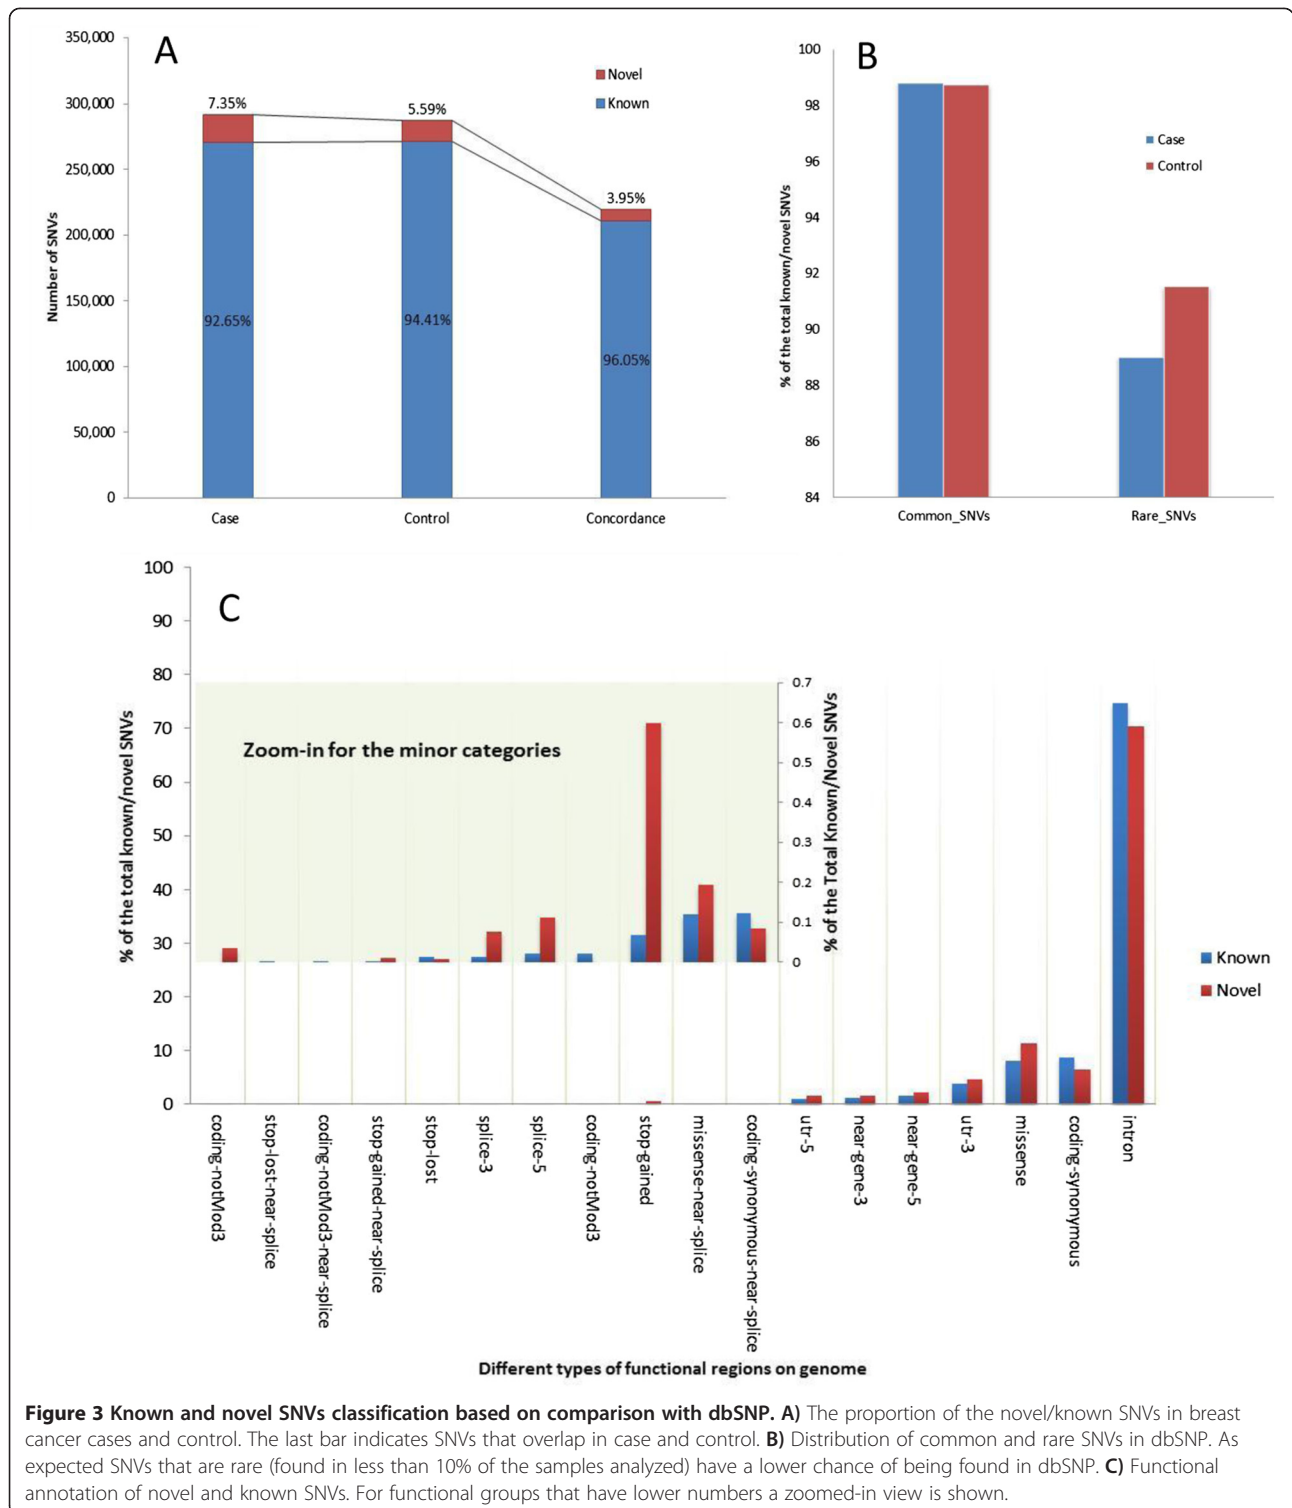 A
Number of SNVs
350,000
300,000
250,000
200,000
150,000
100,000
50,000
0
7.35%
5.59%
3.95%
92.65%
94.41%
96.05%
Novel
Known
Case
Control
Concordance
B
% of the total known/novel SNVs
100
98
96
94
92
90
88
86
84
Case
Control
Common_SNVs
Rare_SNVs
C
% of the total known/novel SNVs
100
90
80
70
60
50
40
30
20
10
0
Zoom-in for the minor categories
0.7
0.6
0.5
0.4
0.3
0.2
0.1
0
% of the Total Known/Novel SNVs
Known
Novel
coding-notMod3
stop-lost-near-splice
coding-notMod3-near-splice
stop-gained-near-splice
stop-lost
splice-3
splice-5
coding-notMod3
stop-gained
missense-near-splice
coding-synonymous-near-splice
utr-5
near-gene-3
near-gene-5
utr-3
missense
coding-synonymous
intron
Different types of functional regions on genome
Figure 3 Known and novel SNVs classification based on comparison with dbSNP. A) The proportion of the novel/known SNVs in breast
cancer cases and control. The last bar indicates SNVs that overlap in case and control. B) Distribution of common and rare SNVs in dbSNP. As
expected SNVs that are rare (found in less than 10% of the samples analyzed) have a lower chance of being found in dbSNP. C) Functional
annotation of novel and known SNVs. For functional groups that have lower numbers a zoomed-in view is shown.